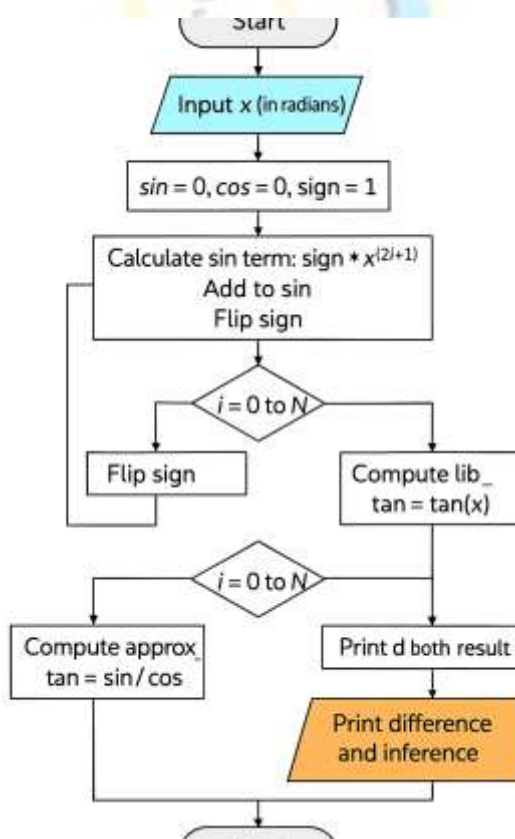 Start
Input x (in radians)
sin = 0, cos = 0, sign = 1
Calculate sin term: sign * x^(2i+1)
Add to sin
Flip sign
i = 0 to N
Flip sign
Compute lib_
tan = tan(x)
i = 0 to N
Compute approx_
tan = sin / cos
Print d both result
Print difference
and inference